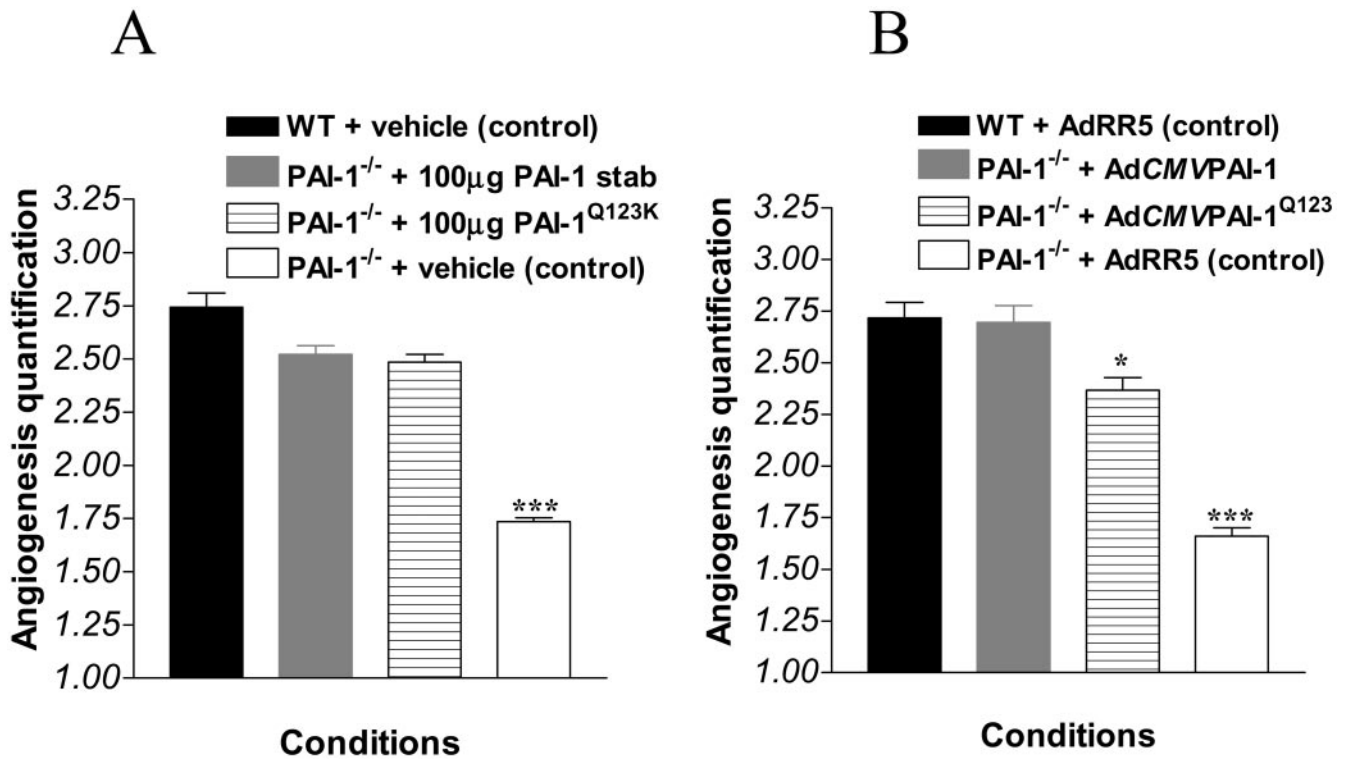 A
WT + vehicle (control)
PAI-1-/- + 100µg PAI-1 stab
PAI-1-/- + 100µg PAI-1Q123K
PAI-1-/- + vehicle (control)
Angiogenesis quantification
3.25
3.00
2.75
2.50
2.25
2.00
1.75
1.50
1.25
1.00
***
Conditions
B
WT + AdRR5 (control)
PAI-1-/- + AdCMVPAI-1
PAI-1-/- + AdCMVPAI-1Q123
PAI-1-/- + AdRR5 (control)
Angiogenesis quantification
3.25
3.00
2.75
2.50
2.25
2.00
1.75
1.50
1.25
1.00
*
***
Conditions